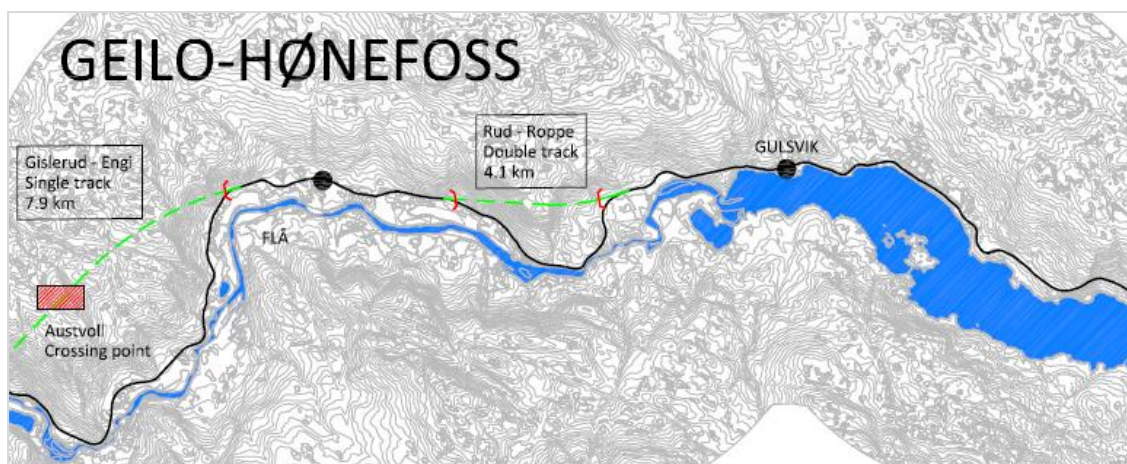 GEILO-HØNEFOSS
Gislerud - Engi
Single track
7.9 km
Rud - Roppe
Double track
4.1 km
GULSVIK
FLÅ
Austvoll
Crossing point